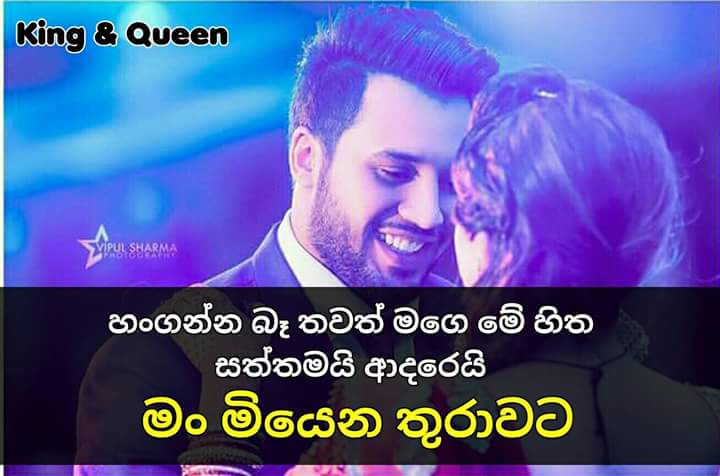 King & Queen
VIPUL SHARMA
PHOTOGRAPHY
හංගන්න බෑ තවත් මගෙ මේ හිත
සත්තමයි ආදරෙයි
මං මියෙන තුරාවට